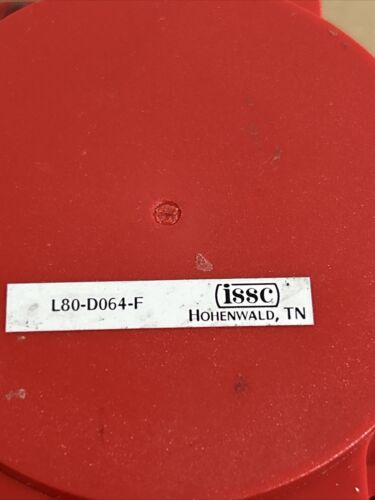 L80-D064-F
issc
HOHENWALD, TN